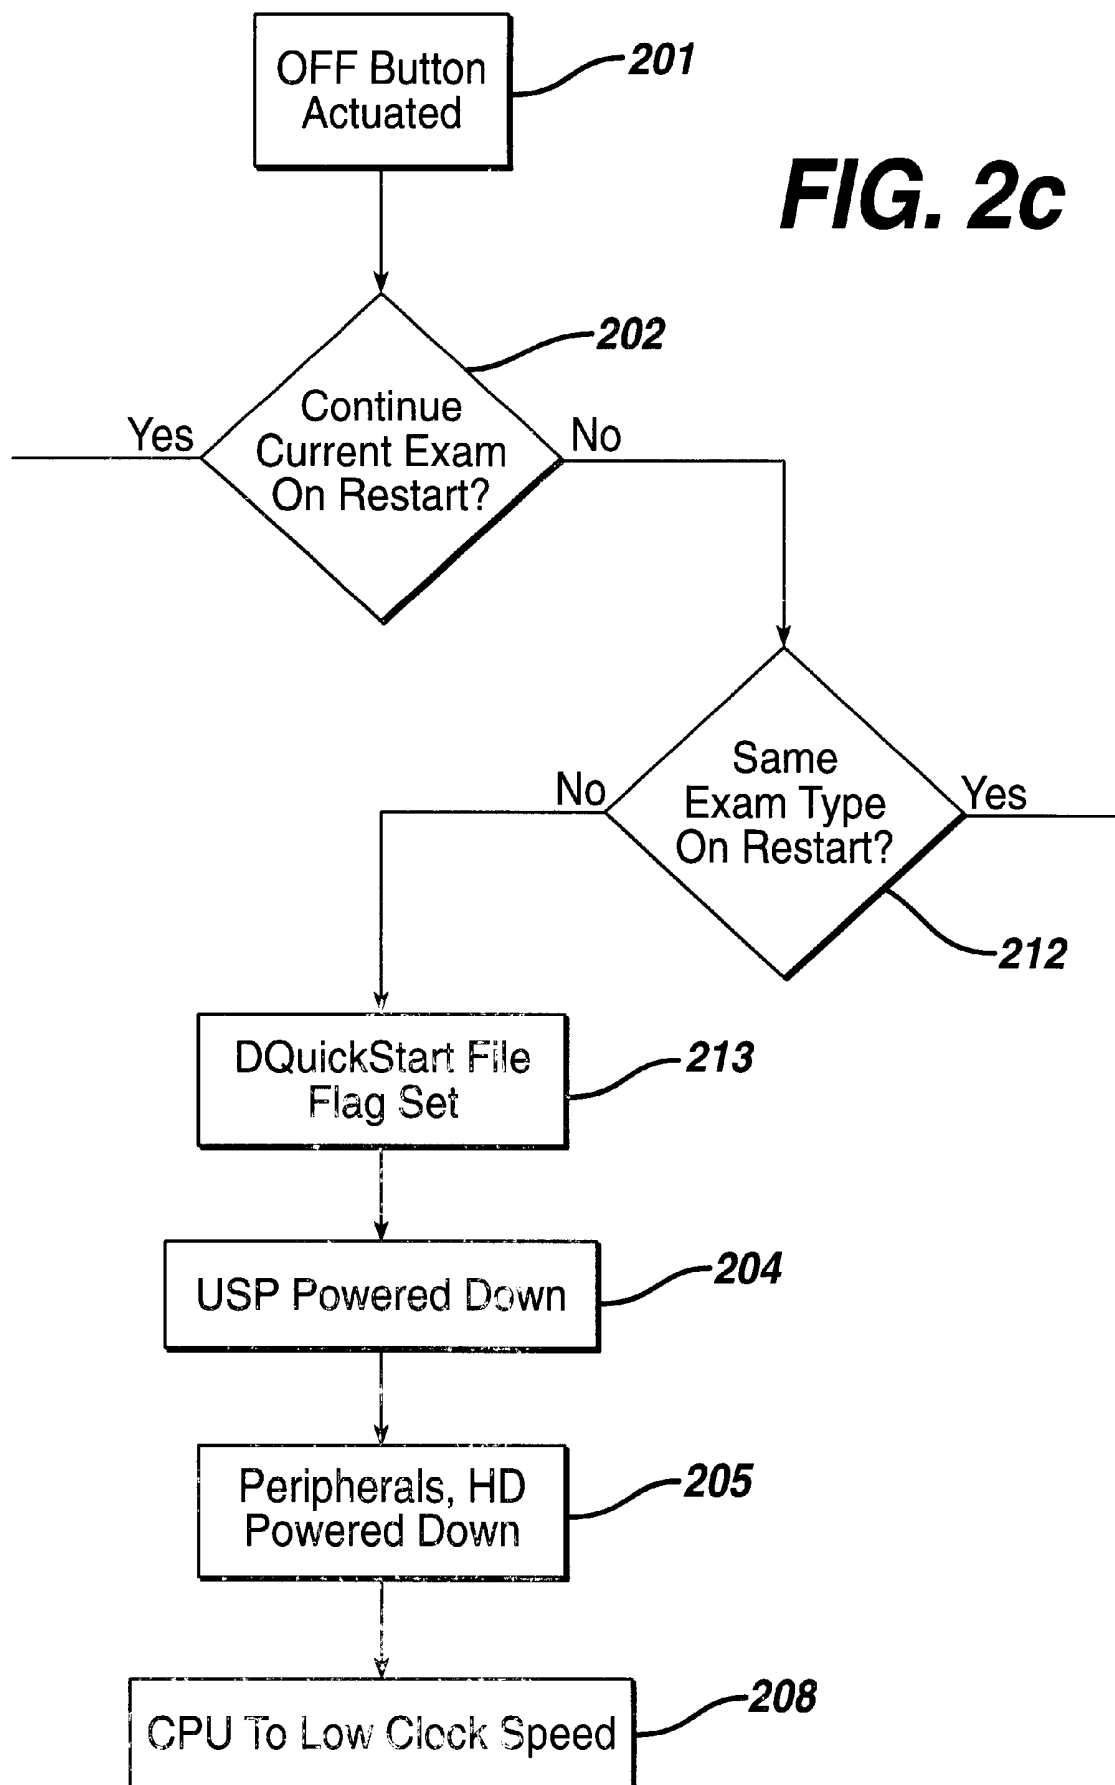 OFF Button
Actuated
201
FIG. 2c
202
Continue
Current Exam
On Restart?
Yes
No
Same
Exam Type
On Restart?
No
Yes
212
DQuickStart File
Flag Set
213
USP Powered Down
204
Peripherals, HD
Powered Down
205
CPU To Low Clock Speed
208